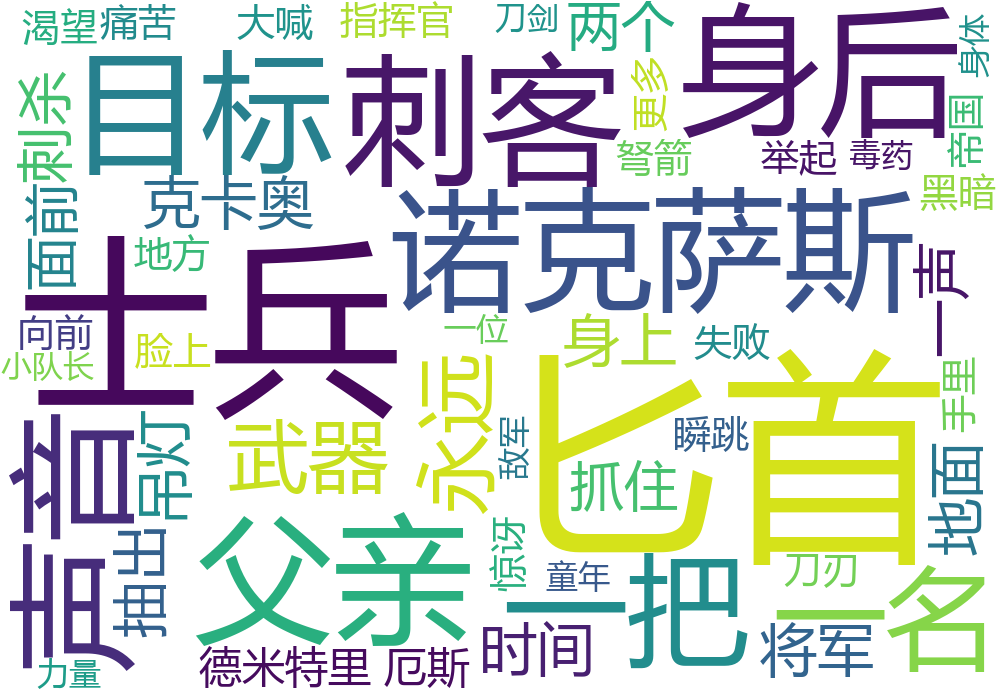 渴望
痛苦
大喊
指挥官
刀剑
两个
身后
身体
刺杀
目标
刺客
更多
弩箭
举起
毒药
帝国
黑暗
面前
克卡奥
地方
诺克萨斯
一声
士兵
向前
小队长
脸上
一位
身上
失败
手里
匕首
永远
瞬跳
声音
吊灯
武器
敌军
抓住
地面
抽出
父亲
惊讶
童年
一把
刀刃
一名
力量
德米特里
厄斯
时间
将军